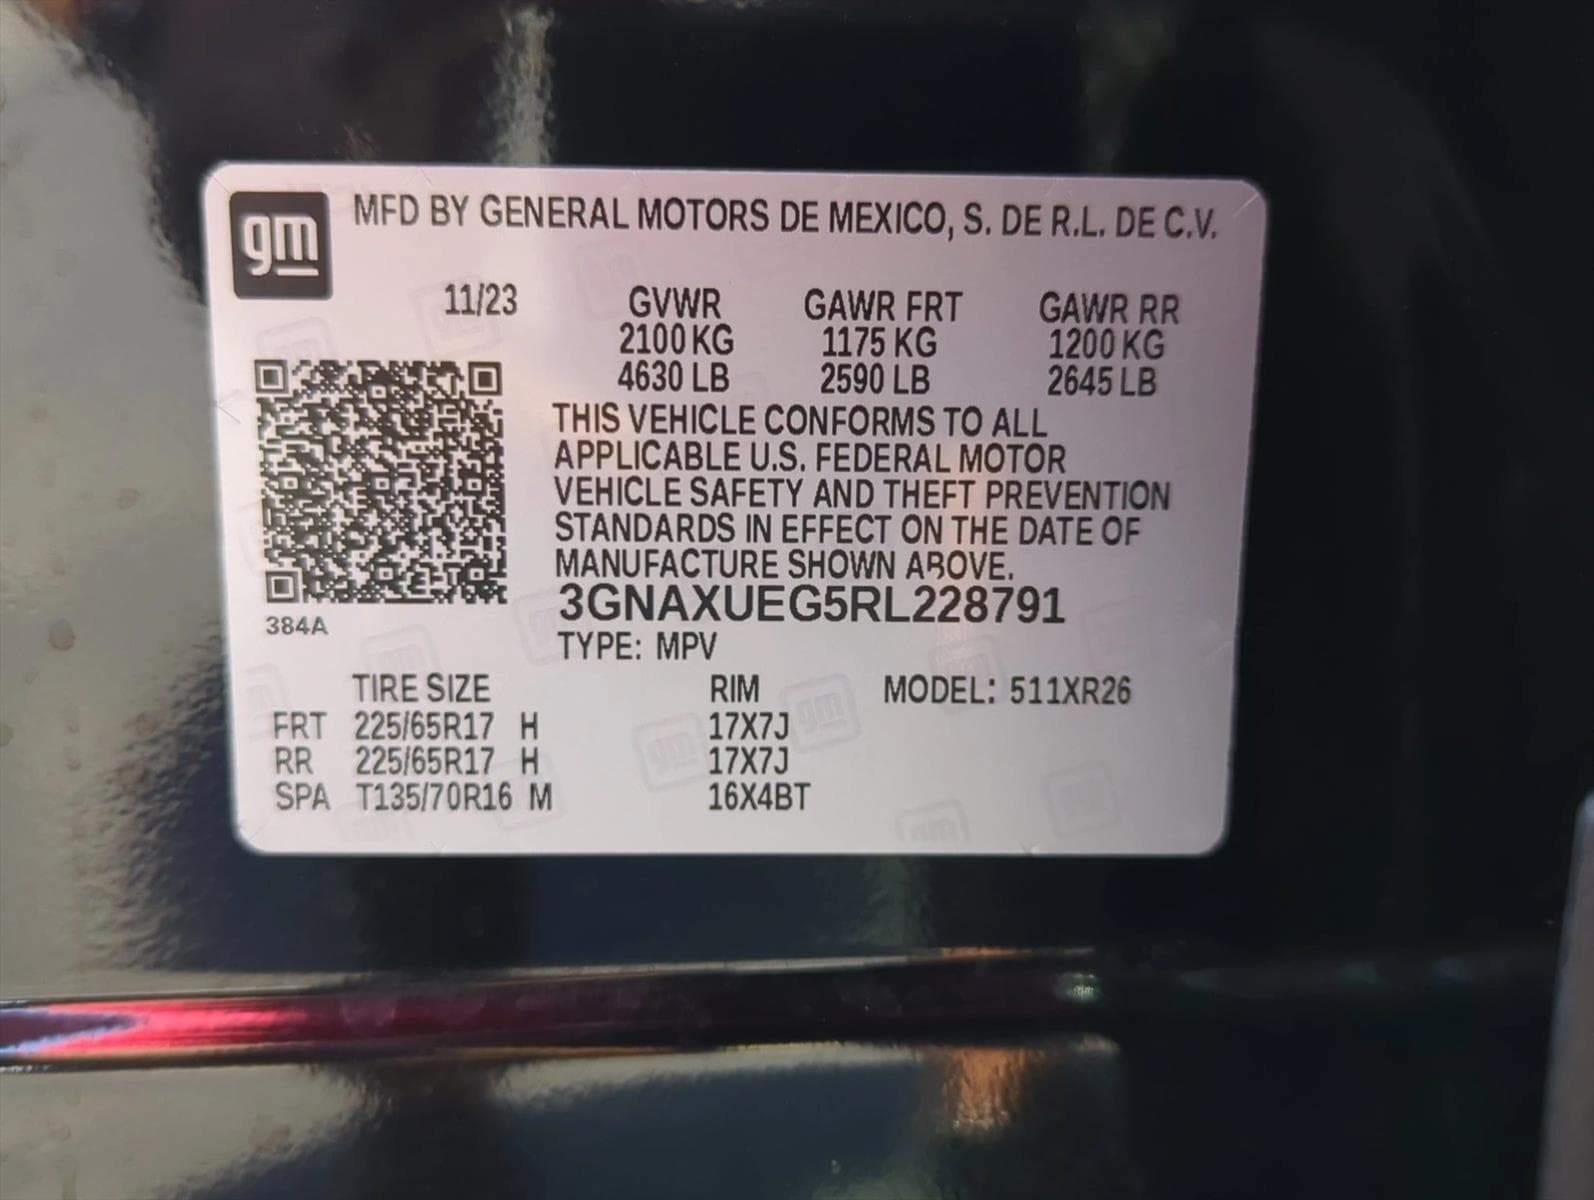 gm
MFD BY GENERAL MOTORS DE MEXICO, S. DE R.L. DE C.V.
11/23 GVWR GAWR FRT GAWR RR
2100 KG 1175 KG 1200 KG
4630 LB 2590 LB 2645 LB
THIS VEHICLE CONFORMS TO ALL
APPLICABLE U.S. FEDERAL MOTOR
VEHICLE SAFETY AND THEFT PREVENTION
STANDARDS IN EFFECT ON THE DATE OF
MANUFACTURE SHOWN ABOVE.
3GNAXUEG5RL228791
384A
TYPE: MPV
TIRE SIZE RIM MODEL: 511XR26
FRT 225/65R17 H 17X7J
RR 225/65R17 H 17X7J
SPA T135/70R16 M 16X4BT